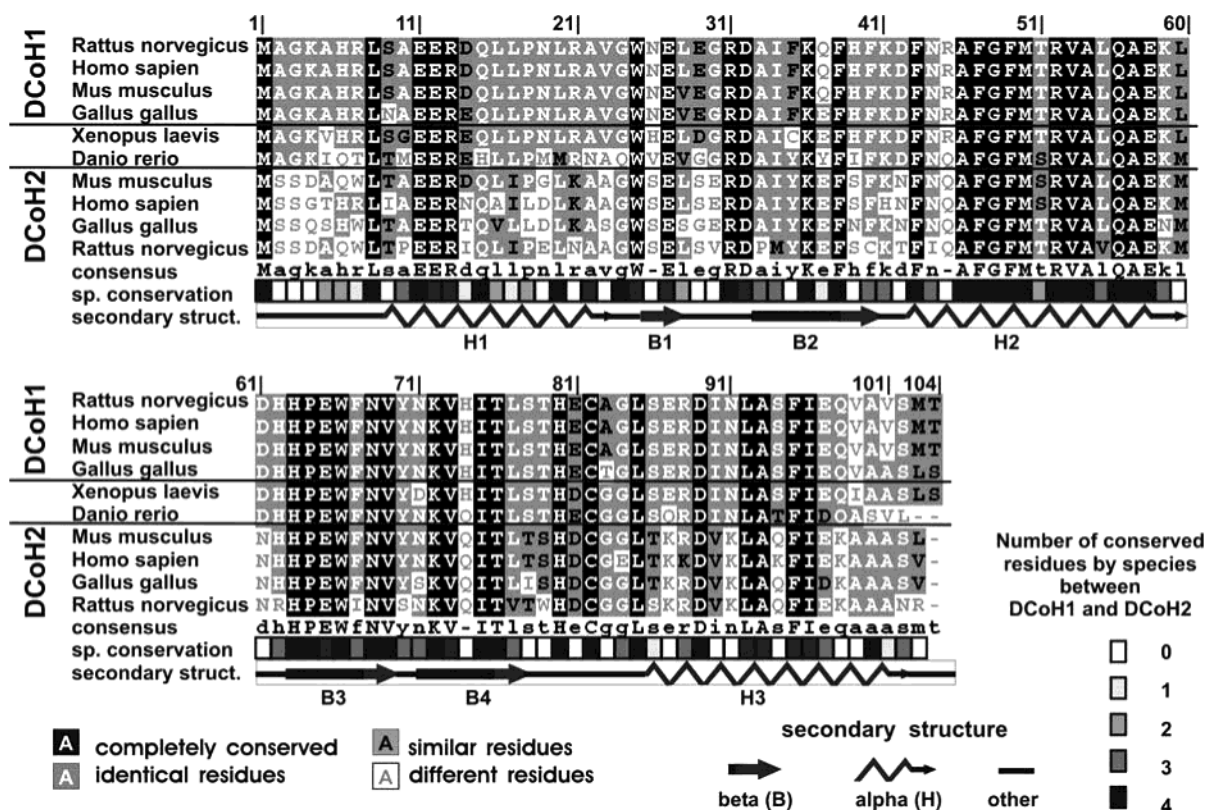 1| 11| 21| 31| 41| 51| 60|
DCoH1
Rattus norvegicus MAGKAHRLSAEERDQLLPNLRAVGWNELEGRDAIFKQFHFKDFNRAFGFMTRVALQAEKL
Homo sapien MAGKAHRLSAEERDQLLPNLRAVGWNELEGRDAIFKQFHFKDFNRAFGFMTRVALQAEKL
Mus musculus MAGKAHRLSAEERDQLLPNLRAVGWNEVEGRDAIFKQFHFKDFNRAFGFMTRVALQAEKL
Gallus gallus MAGKAHRLNAEERDQLLPNLRAVGWNEVEGRDAIFKEFHFKDFNRAFGFMTRVALQAEKL
Xenopus laevis MAGKVHRLSGEERDQLLPNLRAVGWHELDGRDAICKEFHFKDFNRAFGFMTRVALQAEKL
Danio rerio MAGKIQTLTMEEREHLLPMMRNAQWVEVGGRDAIYKYFIFKDFNQAFGFMSRVALQAEKM
DCoH2
Mus musculus MSSDAQWLTAEERDQLIPGLKAAGWSELSERDAIYKEFSFKNFNQAFGFMSRVALQAEKM
Homo sapien MSSGTHRLIAEERNQAILDLKAAGWSELSERDAIYKEFSFHNFNQAFGFMSRVALQAEKM
Gallus gallus MSSQSHWLTAEERTQVLLDLKASGWSESGERDAIYKEFNFKNFNQAFGFMTRVALQAENM
Rattus norvegicus MSSDAQWLTPEERIQLIPELNAAGWSELSVRDPMYKEFNSCKTFIQAFGFMTRVALVQAEKM
consensus MagkahrLsaEERdqllpnlravgW-ElegRDaiyKeFhfkdFn-AFGFMtRVAlQAEkl
sp. conservation
secondary struct.
H1 B1 B2 H2
61| 71| 81| 91| 101| 104|
DCoH1
Rattus norvegicus DHHPEWFNVYNKVHITLSTHECAGLSERDINLASFIEQVAVSMT
Homo sapien DHHPEWFNVYNKVHITLSTHECAGLSERDINLASFIEQVAVSMT
Mus musculus DHHPEWFNVYNKVHITLSTHECAGLSERDINLASFIEQVAVSMT
Gallus gallus DHHPEWFNVYNKVHITLSTHECTGLSERDINLASFIEQVAASLS
Xenopus laevis DHHPEWFNVYDKVHITLSTHDCGGLSERDINLASFIEQIAASLS
Danio rerio DHHPEWFNVYNKVQITLSTHECGGLSQRDINLATFIDQASVL--
DCoH2
Mus musculus NHHPEWFNVYNKVQITLTSHDCGGLTKRDVKLAQFIEKAAASL-
Homo sapien NHHPEWFNVYNKVQITLTSHDCGELTKKDVKLAKFIEKAAASV-
Gallus gallus NHHPEWFNVYSKVQITLISHDCGGLTKRDVKLAQFIDKAAASV-
Rattus norvegicus NRHPEWINVSNKVQITVTWHDCGGLSKRDVKLAQFIEKAAANR-
consensus dhHPEWfNVynKV-ITlstHeCggLserDinLAsFIeqaaasmt
sp. conservation
secondary struct.
B3 B4 H3
Number of conserved
residues by species
between
DCoH1 and DCoH2
0
1
2
3
4
A completely conserved
A identical residues
A similar residues
A different residues
secondary structure
beta (B) alpha (H) other